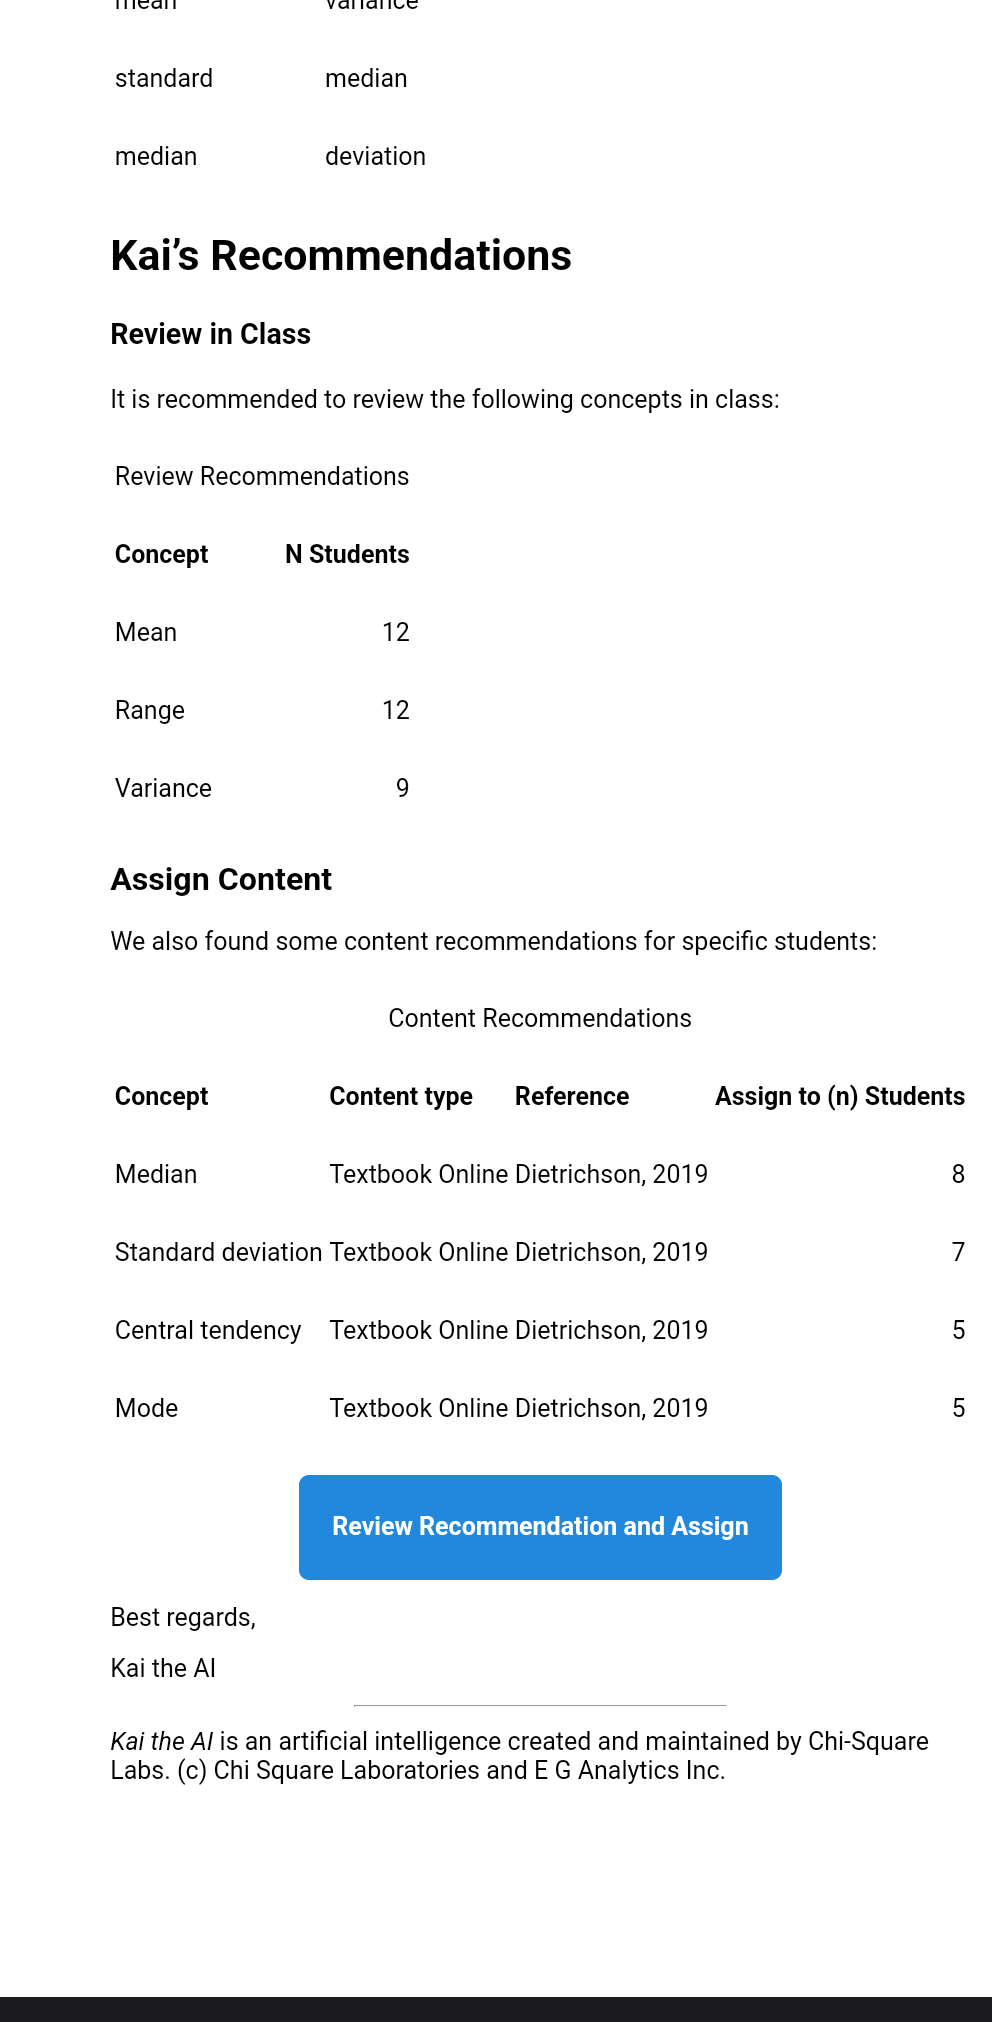 mean variance
standard median
median deviation
Kai’s Recommendations
Review in Class
It is recommended to review the following concepts in class:
Review Recommendations
Concept N Students
Mean 12
Range 12
Variance 9
Assign Content
We also found some content recommendations for specific students:
Content Recommendations
Concept Content type Reference Assign to (n) Students
Median Textbook Online Dietrichson, 2019 8
Standard deviation Textbook Online Dietrichson, 2019 7
Central tendency Textbook Online Dietrichson, 2019 5
Mode Textbook Online Dietrichson, 2019 5
Review Recommendation and Assign
Best regards,
Kai the AI
Kai the AI is an artificial intelligence created and maintained by Chi-Square
Labs. (c) Chi Square Laboratories and E G Analytics Inc.